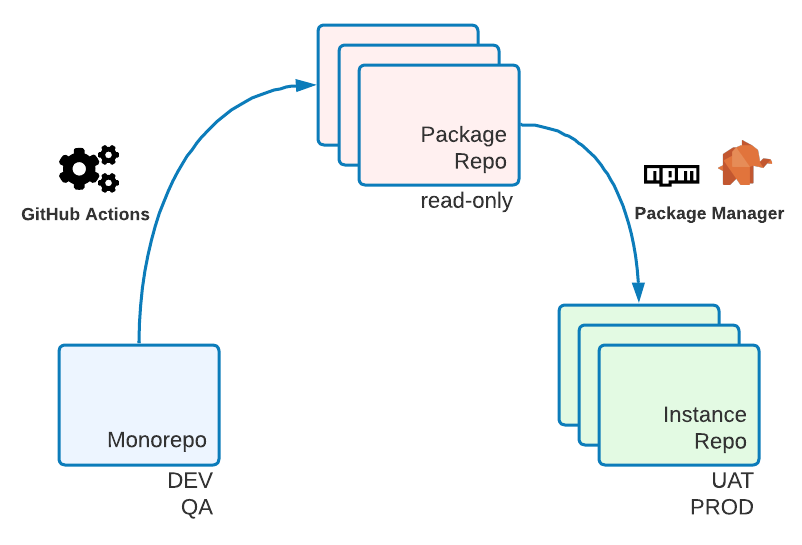 Package
Repo
read-only
GitHub Actions
npm
Package Manager
Monorepo
DEV
QA
Instance
Repo
UAT
PROD